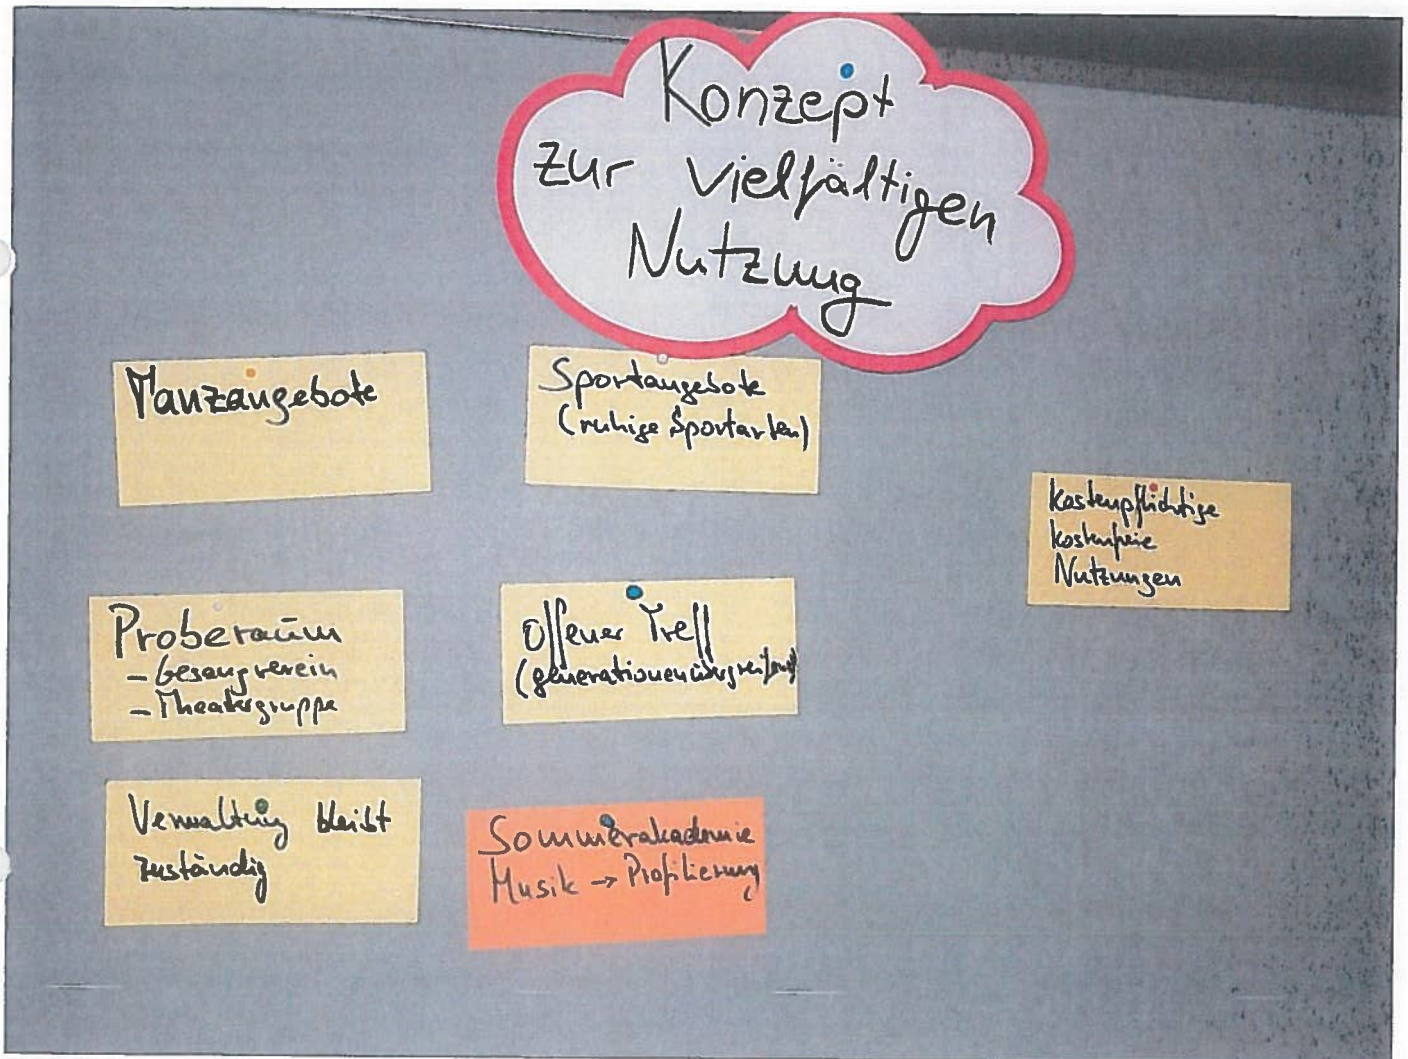 Konzept
zur vielfältigen
Nutzung
Tanzangebote
Sportangebote
(ruhige Sportarten)
Kostenpflichtige
kostenfreie
Nutzungen
Proberaum
- Gesangverein
- Theatergruppe
Offener Treff
(generationenübergreifend)
Verwaltung bleibt
zuständig
Sommerakademie
Musik → Profilierung